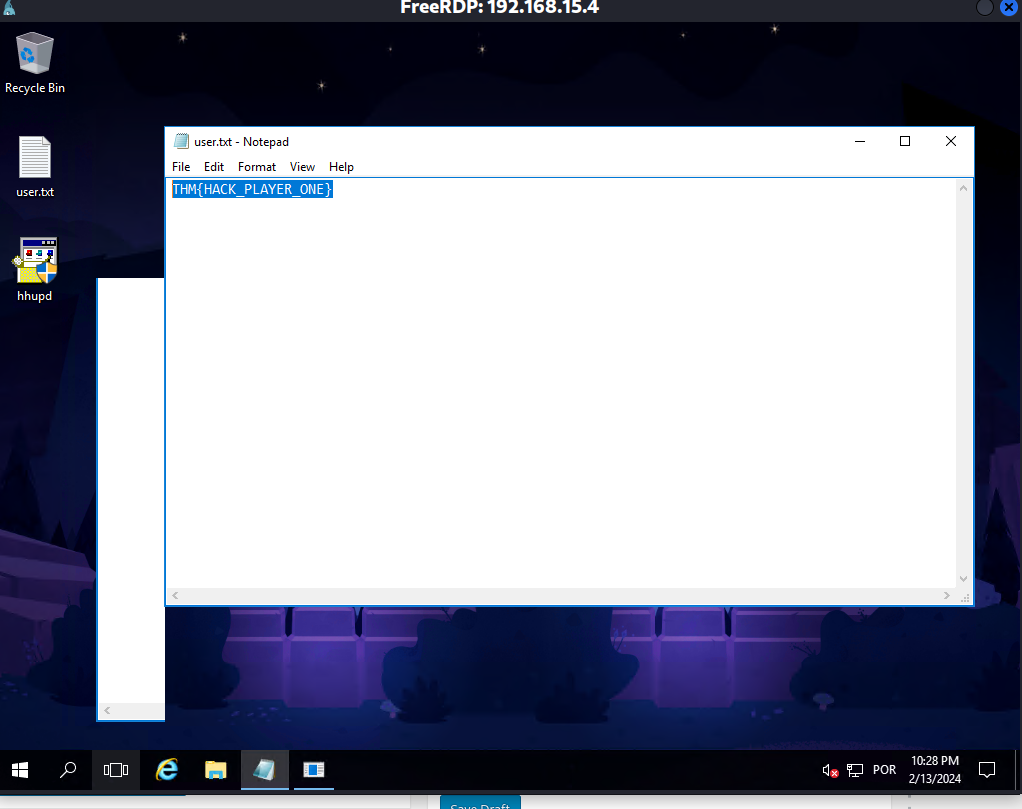 FreeRDP: 192.168.15.4
Recycle Bin
user.txt - Notepad
File Edit Format View Help
THM{HACK_PLAYER_ONE}
user.txt
hhupd
POR
10:28 PM
2/13/2024
Save Draft